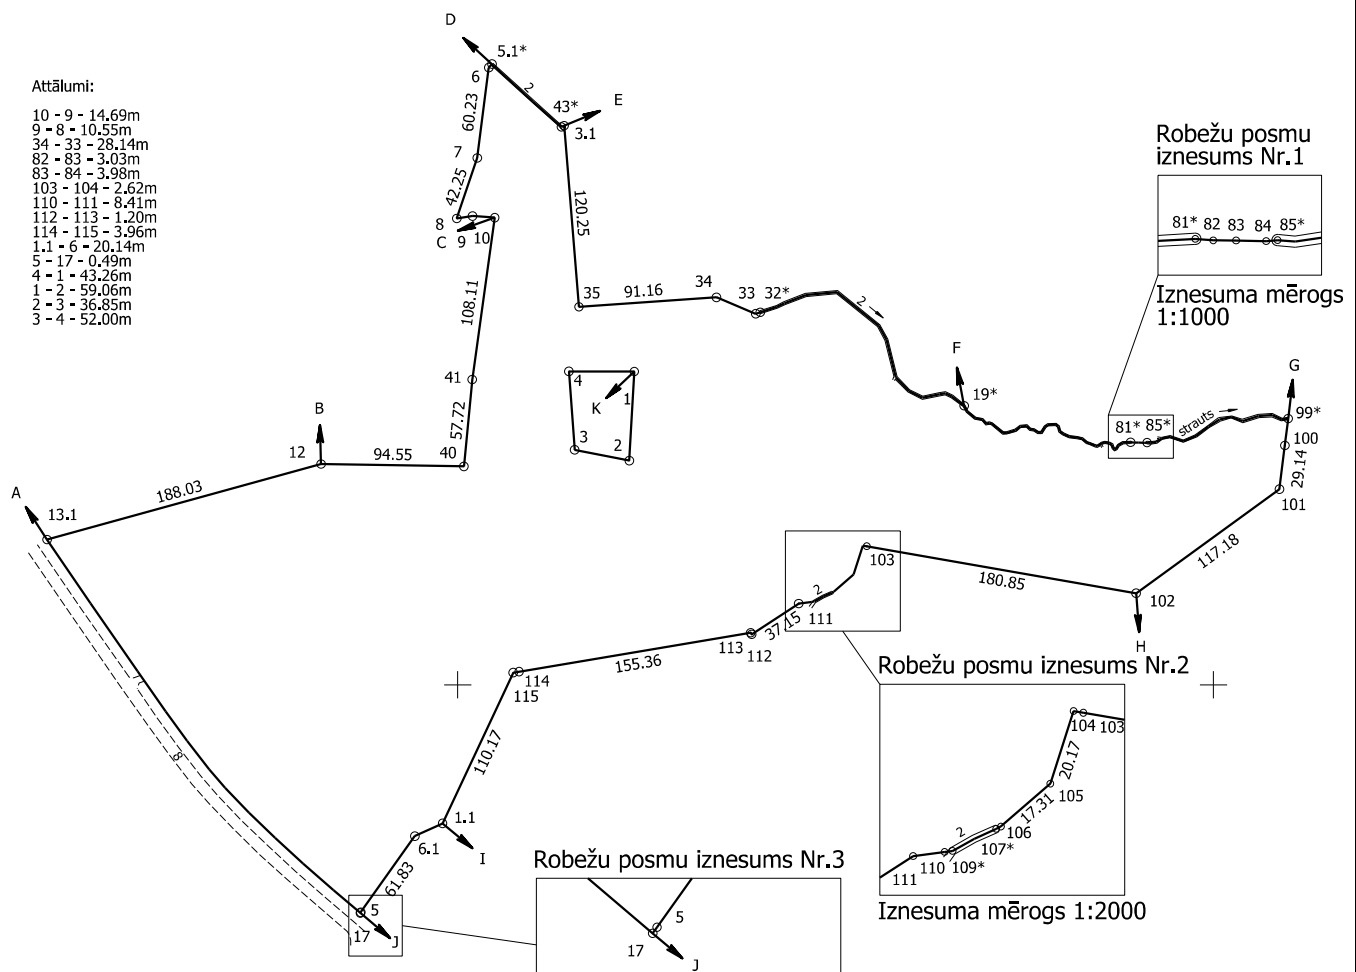 D
5.1*
6
2
43*
E
3.1
Attālumi:
10 - 9 - 14.69m
9 - 8 - 10.55m
34 - 33 - 28.14m
82 - 83 - 3.03m
83 - 84 - 3.98m
103 - 104 - 2.62m
110 - 111 - 8.41m
112 - 113 - 1.20m
114 - 115 - 3.96m
1.1 - 6 - 20.14m
5 - 17 - 0.49m
4 - 1 - 43.26m
1 - 2 - 59.06m
2 - 3 - 36.85m
3 - 4 - 52.00m
60.23
7
42.25
8
C
9
10
120.25
108.11
35
91.16
34
33
32*
2
Robežu posmu
iznesums Nr.1
81*
82
83
84
85*
Iznesuma mērogs
1:1000
F
19*
G
99*
100
29.14
101
81*
85*
strauts
41
57.72
40
4
K
1
3
2
B
12
94.55
188.03
A
13.1
117.18
102
H
180.85
103
2
111
37.15
113
112
155.36
114
115
110.17
1.1
I
6.1
61.83
5
17
J
7
8
Robežu posmu iznesums Nr.2
104
103
20.17
105
17.31
106
2
107*
109*
110
111
Iznesuma mērogs 1:2000
Robežu posmu iznesums Nr.3
5
17
J